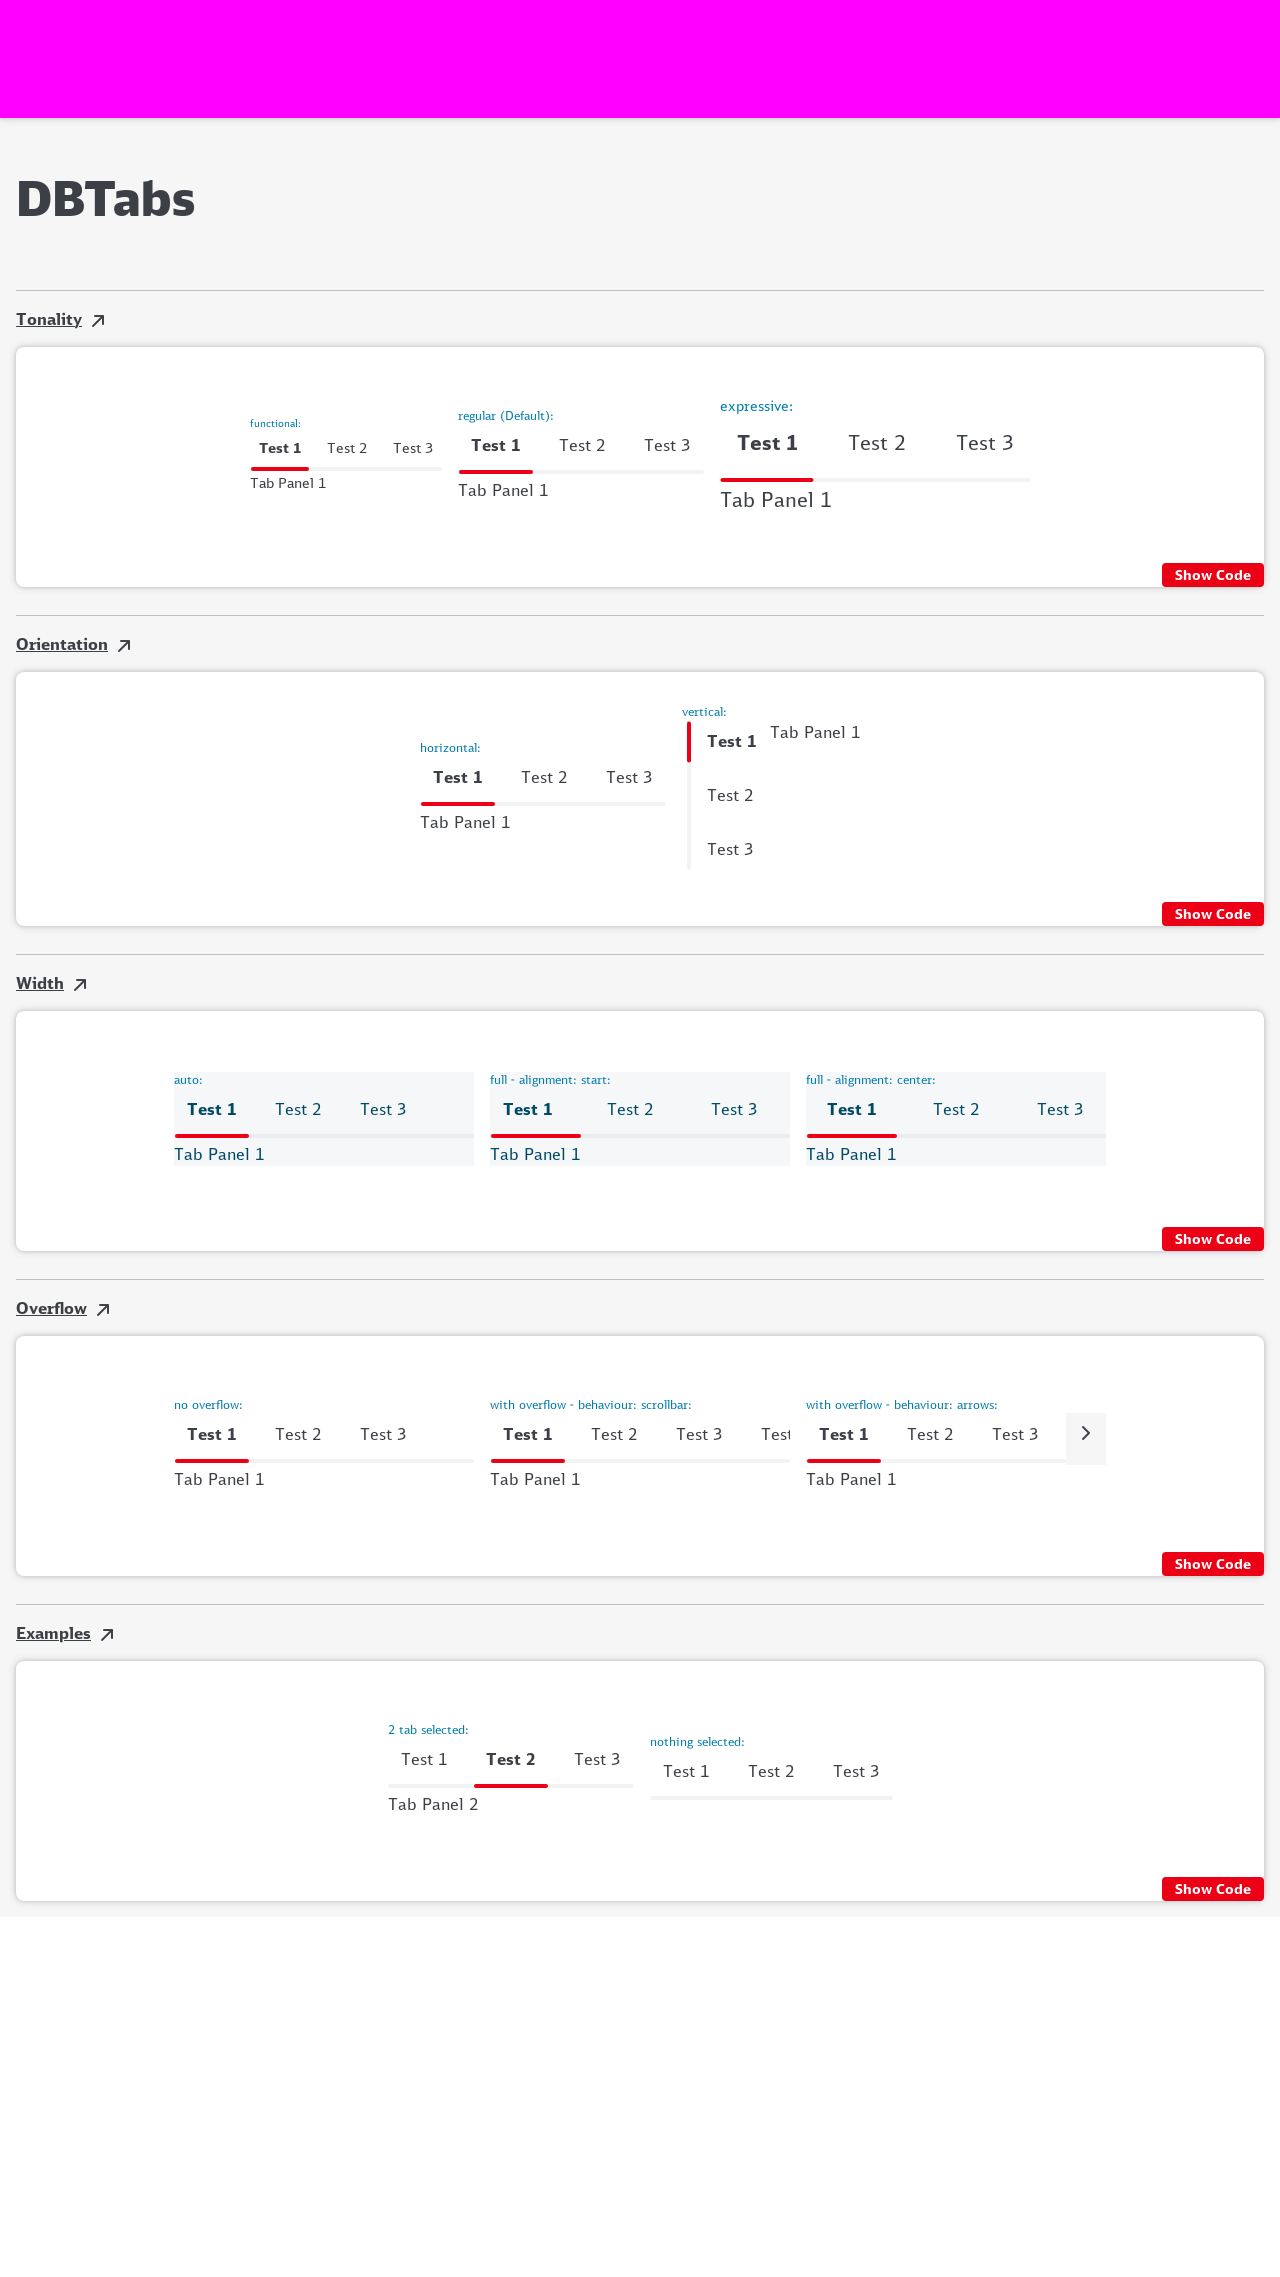 DBTabs
Tonality
functional:
Test 1 Test 2 Test 3
Tab Panel 1
regular (Default):
Test 1 Test 2 Test 3
Tab Panel 1
expressive:
Test 1 Test 2 Test 3
Tab Panel 1
Show Code
Orientation
horizontal:
Test 1 Test 2 Test 3
Tab Panel 1
vertical:
Test 1
Test 2
Test 3
Tab Panel 1
Show Code
Width
auto:
Test 1 Test 2 Test 3
Tab Panel 1
full - alignment: start:
Test 1 Test 2 Test 3
Tab Panel 1
full - alignment: center:
Test 1 Test 2 Test 3
Tab Panel 1
Show Code
Overflow
no overflow:
Test 1 Test 2 Test 3
Tab Panel 1
with overflow - behaviour: scrollbar:
Test 1 Test 2 Test 3 Test
Tab Panel 1
with overflow - behaviour: arrows:
Test 1 Test 2 Test 3
Tab Panel 1
Show Code
Examples
2 tab selected:
Test 1 Test 2 Test 3
Tab Panel 2
nothing selected:
Test 1 Test 2 Test 3
Show Code